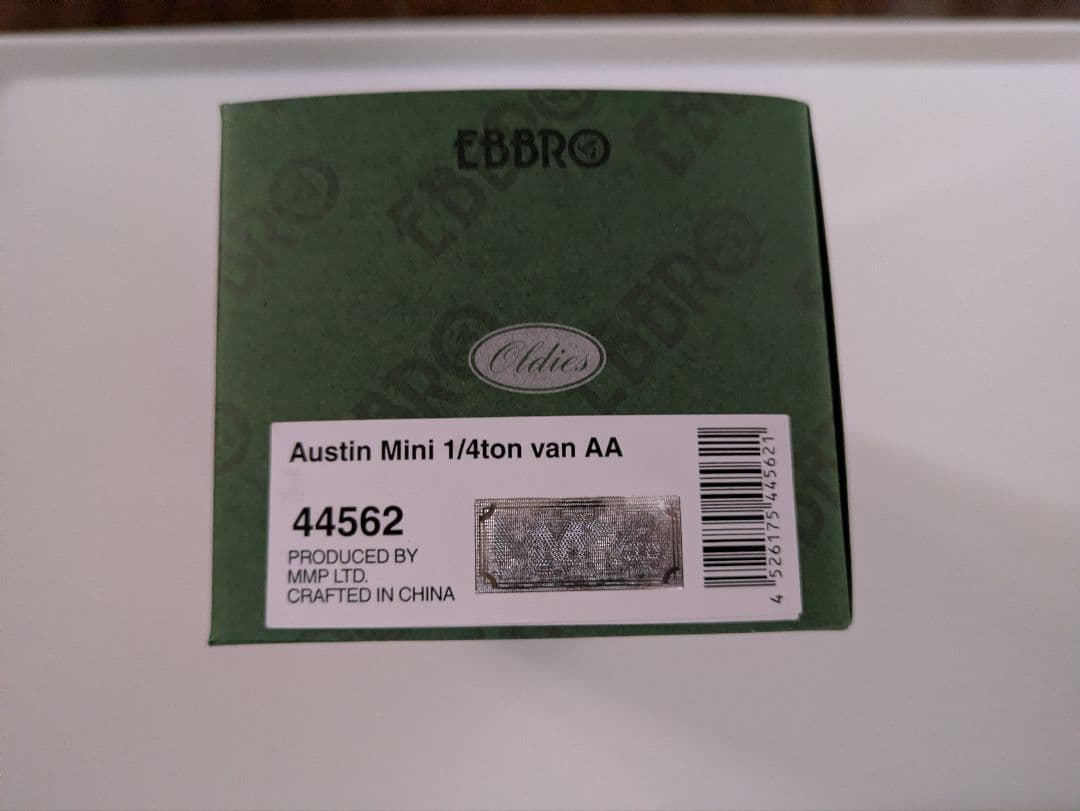 EBBRO
Oldies
Austin Mini 1/4ton van AA
44562
PRODUCED BY
MMP LTD.
CRAFTED IN CHINA
4 526175 445621